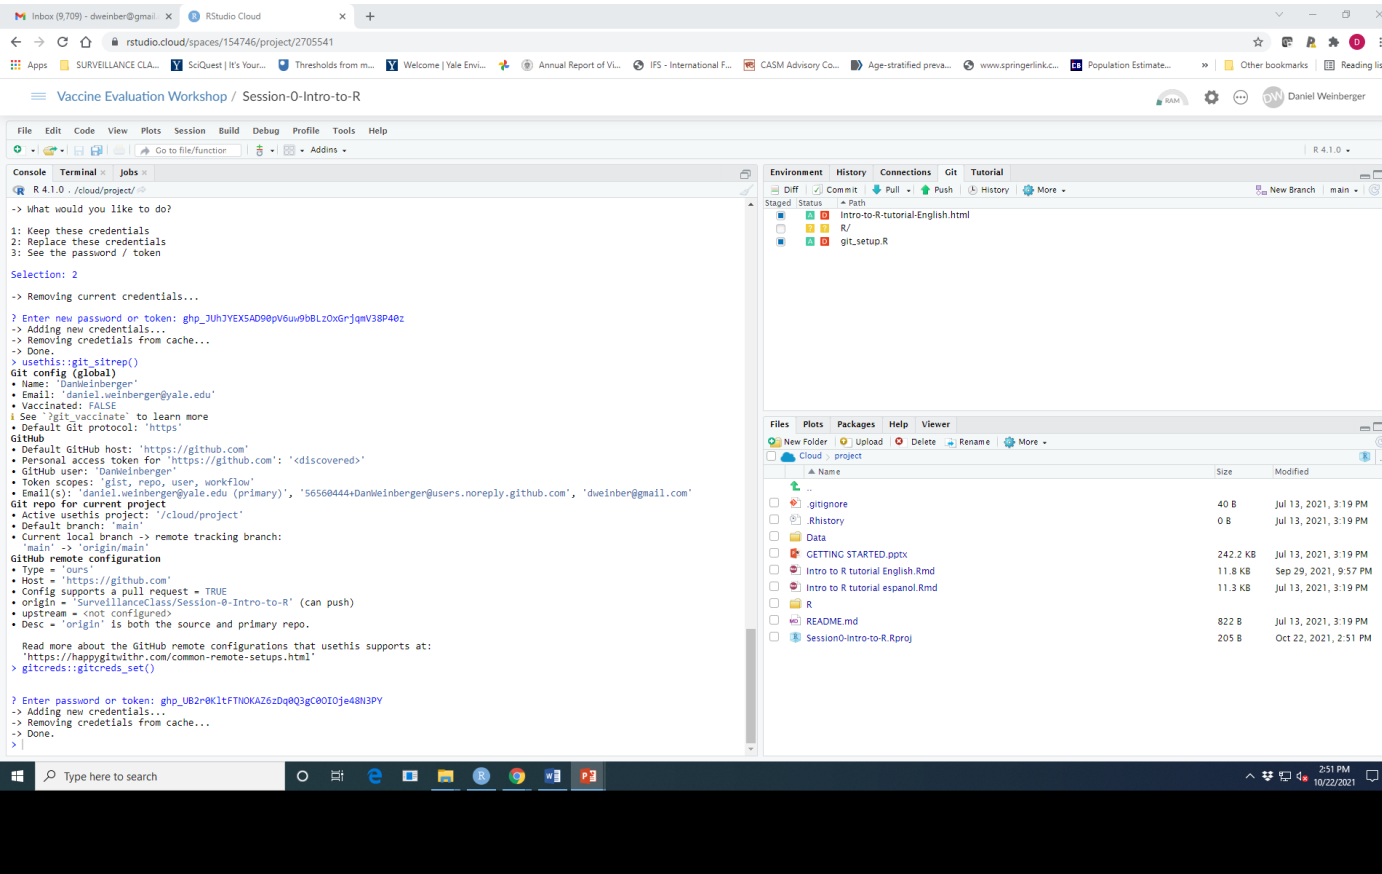 Inbox (9,709) - dweinber@gmail
RStudio Cloud
rstudio.cloud/spaces/154746/project/2705541
Apps SURVEILLANCE CLA... SciQuest | It's Your... Thresholds from m... Welcome | Yale Envi... Annual Report of Vi... IFS - International F... CASM Advisory Co... Age-stratified preva... www.springerlink.c... Population Estimate... » Other bookmarks Reading lis
Vaccine Evaluation Workshop / Session-0-Intro-to-R
RAM DW Daniel Weinberger
File Edit Code View Plots Session Build Debug Profile Tools Help
Go to file/function Addins R 4.1.0
Console Terminal Jobs
R 4.1.0 . /cloud/project/
-> What would you like to do?
1: Keep these credentials
2: Replace these credentials
3: See the password / token
Selection: 2
-> Removing current credentials...
? Enter new password or token: [redacted]
-> Adding new credentials...
-> Removing credetials from cache...
-> Done.
> usethis::git_sitrep()
Git config (global)
• Name: 'DanWeinberger'
• Email: 'daniel.weinberger@yale.edu'
• Vaccinated: FALSE
i See `?git_vaccinate` to learn more
• Default Git protocol: 'https'
GitHub
• Default GitHub host: 'https://github.com'
• Personal access token for 'https://github.com': '<discovered>'
• GitHub user: 'DanWeinberger'
• Token scopes: 'gist, repo, user, workflow'
• Email(s): 'daniel.weinberger@yale.edu (primary)', '56560444+DanWeinberger@users.noreply.github.com', 'dweinber@gmail.com'
Git repo for current project
• Active usethis project: '/cloud/project'
• Default branch: 'main'
• Current local branch -> remote tracking branch:
'main' -> 'origin/main'
GitHub remote configuration
• Type = 'ours'
• Host = 'https://github.com'
• Config supports a pull request = TRUE
• origin = 'SurveillanceClass/Session-0-Intro-to-R' (can push)
• upstream = <not configured>
• Desc = 'origin' is both the source and primary repo.
Read more about the GitHub remote configurations that usethis supports at:
'https://happygitwithr.com/common-remote-setups.html'
> gitcreds::gitcreds_set()
? Enter password or token: [redacted]
-> Adding new credentials...
-> Removing credetials from cache...
-> Done.
>
Environment History Connections Git Tutorial
Diff Commit Pull Push History More New Branch main
Staged Status Path
A D Intro-to-R-tutorial-English.html
? ? R/
A D git_setup.R
Files Plots Packages Help Viewer
New Folder Upload Delete Rename More
Cloud project
Name Size Modified
..
.gitignore 40 B Jul 13, 2021, 3:19 PM
.Rhistory 0 B Jul 13, 2021, 3:19 PM
Data
GETTING STARTED.pptx 242.2 KB Jul 13, 2021, 3:19 PM
Intro to R tutorial English.Rmd 11.8 KB Sep 29, 2021, 9:57 PM
Intro to R tutorial espanol.Rmd 11.3 KB Jul 13, 2021, 3:19 PM
R
README.md 822 B Jul 13, 2021, 3:19 PM
Session0-Intro-to-R.Rproj 205 B Oct 22, 2021, 2:51 PM
Type here to search
2:51 PM
10/22/2021